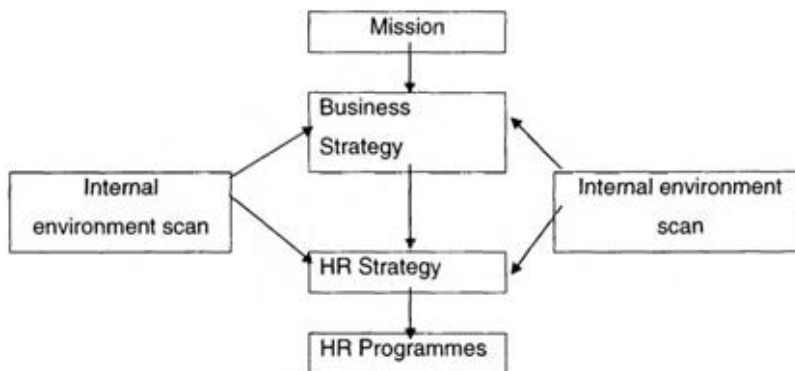 Mission
Business
Strategy
Internal
environment scan
Internal environment
scan
HR Strategy
HR Programmes